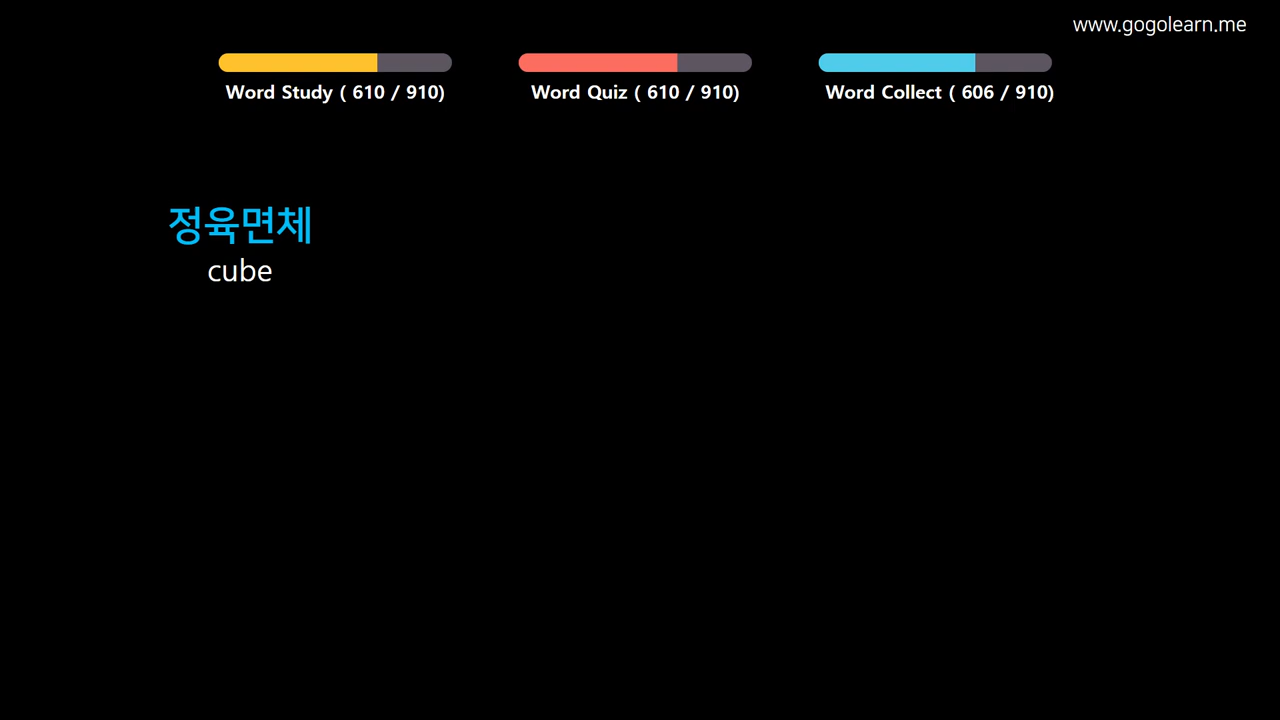 www.gogolearn.me
Word Study ( 610 / 910)
Word Quiz ( 610 / 910)
Word Collect ( 606 / 910)
정육면체
cube